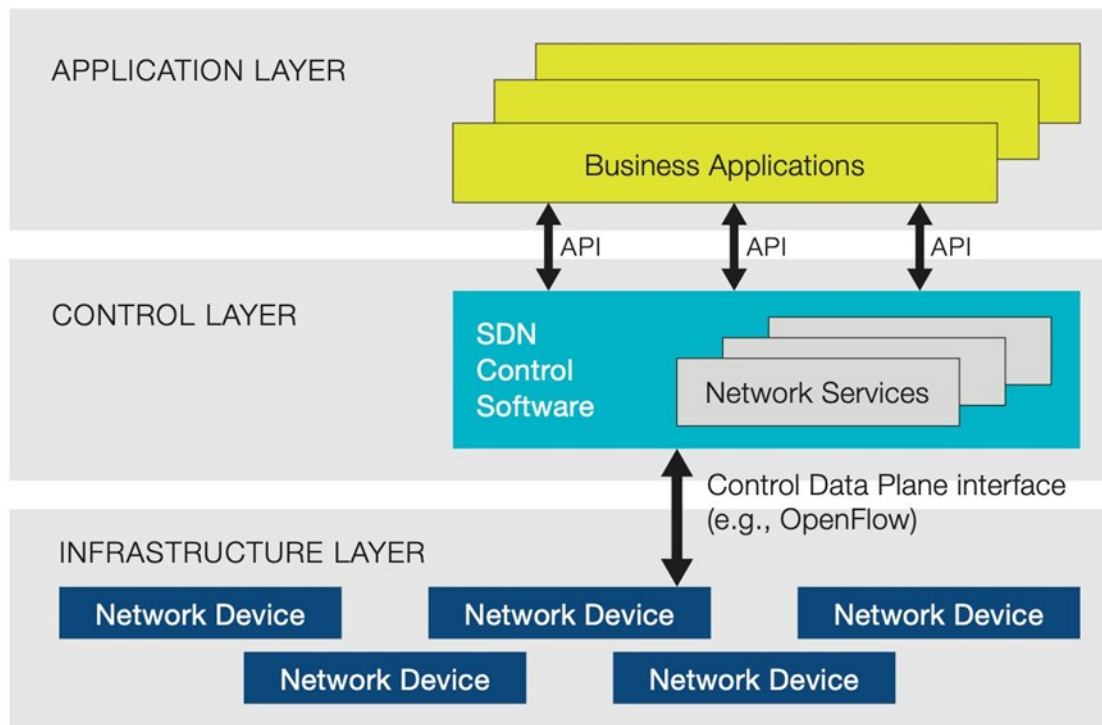 APPLICATION LAYER
Business Applications
API
API
API
CONTROL LAYER
SDN
Control
Software
Network Services
Control Data Plane interface
(e.g., OpenFlow)
INFRASTRUCTURE LAYER
Network Device
Network Device
Network Device
Network Device
Network Device